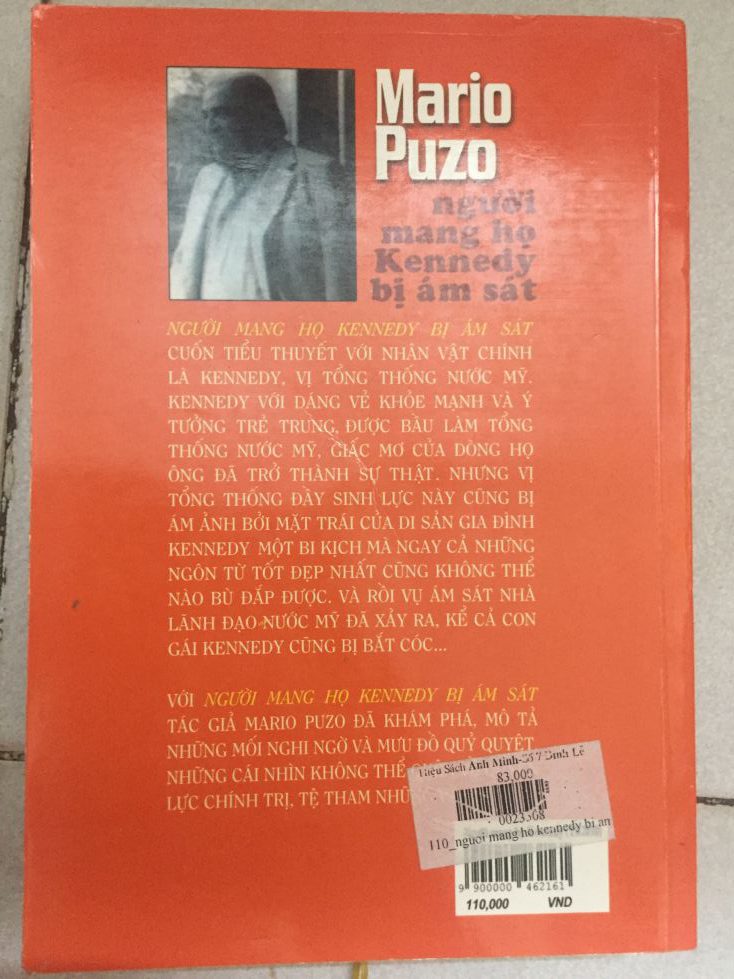 Mario
Puzo
người
mang họ
Kennedy
bị ám sát
NGƯỜI MANG HỌ KENNEDY BỊ ÁM SÁT
CUỐN TIỂU THUYẾT VỚI NHÂN VẬT CHÍNH
LÀ KENNEDY, VỊ TỔNG THỐNG NƯỚC MỸ.
KENNEDY VỚI DÁNG VẺ KHỎE MẠNH VÀ Ý
TƯỞNG TRẺ TRUNG, ĐƯỢC BẦU LÀM TỔNG
THỐNG NƯỚC MỸ, GIẤC MƠ CỦA DÒNG HỌ
ÔNG ĐÃ TRỞ THÀNH SỰ THẬT. NHƯNG VỊ
TỔNG THỐNG ĐẦY SINH LỰC NÀY CŨNG BỊ
ÁM ẢNH BỞI MẶT TRÁI CỦA DI SẢN GIA ĐÌNH
KENNEDY MỘT BI KỊCH MÀ NGAY CẢ NHỮNG
NGÔN TỪ TỐT ĐẸP NHẤT CŨNG KHÔNG THỂ
NÀO BÙ ĐẮP ĐƯỢC. VÀ RỒI VỤ ÁM SÁT NHÀ
LÃNH ĐẠO NƯỚC MỸ ĐÃ XẢY RA, KỂ CẢ CON
GÁI KENNEDY CŨNG BỊ BẮT CÓC...
VỚI NGƯỜI MANG HỌ KENNEDY BỊ ÁM SÁT
TÁC GIẢ MARIO PUZO ĐÃ KHÁM PHÁ, MÔ TẢ
NHỮNG MỐI NGHI NGỜ VÀ MƯU ĐỒ QUỶ QUYỆT
NHỮNG CÁI NHÌN KHÔNG THỂ
LỰC CHÍNH TRỊ, TỆ THAM
Hiệu Sách Anh Minh-Số 7 Đinh Lễ
83,000
0023368
110_nguoi mang ho kennedy bi an
9 900000 462161
110,000 VND